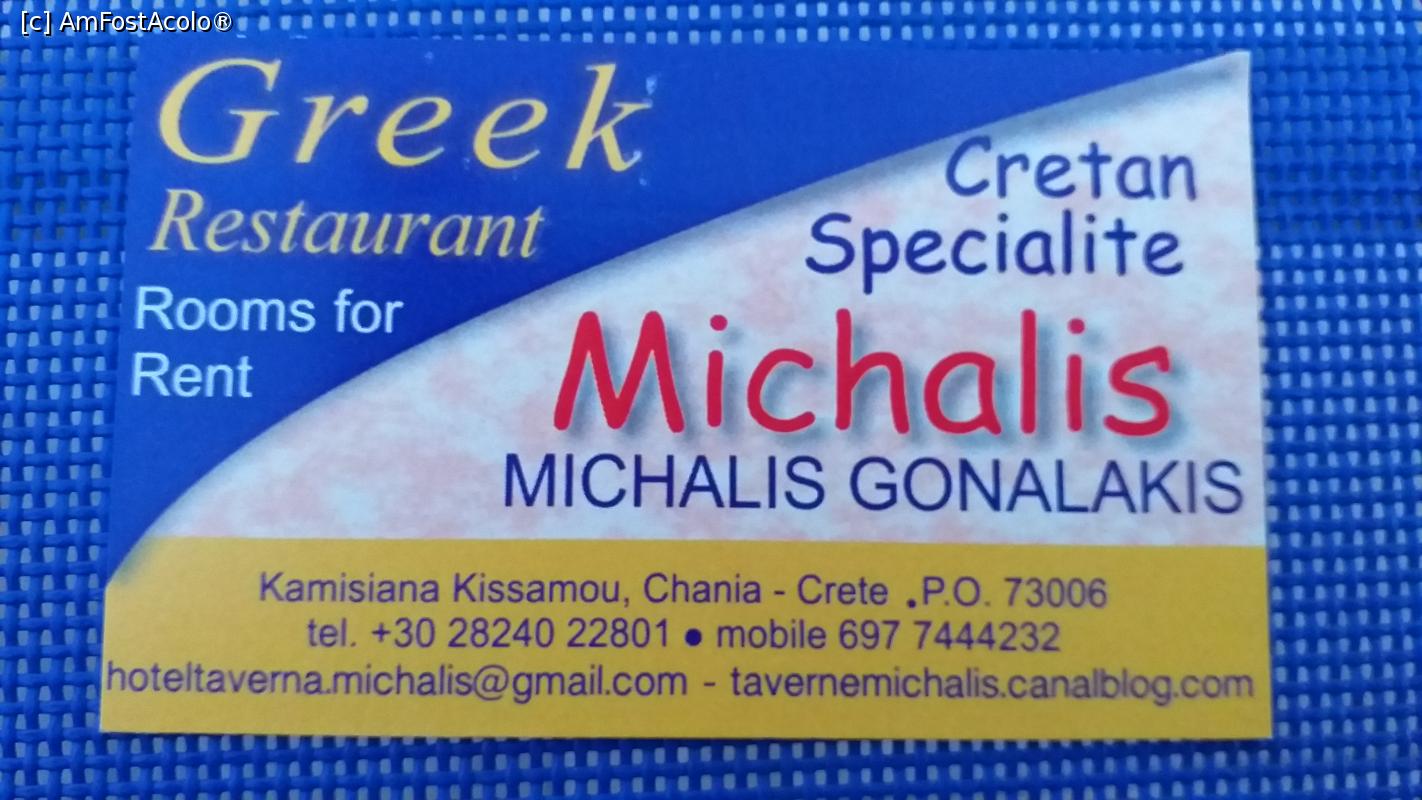 [c] AmFostAcolo®
Greek
Restaurant
Rooms for
Rent
Cretan
Specialite
Michalis
MICHALIS GONALAKIS
Kamisiana Kissamou, Chania - Crete .P.O. 73006
tel. +30 28240 22801 • mobile 697 7444232
hoteltaverna.michalis@gmail.com - tavernemichalis.canalblog.com